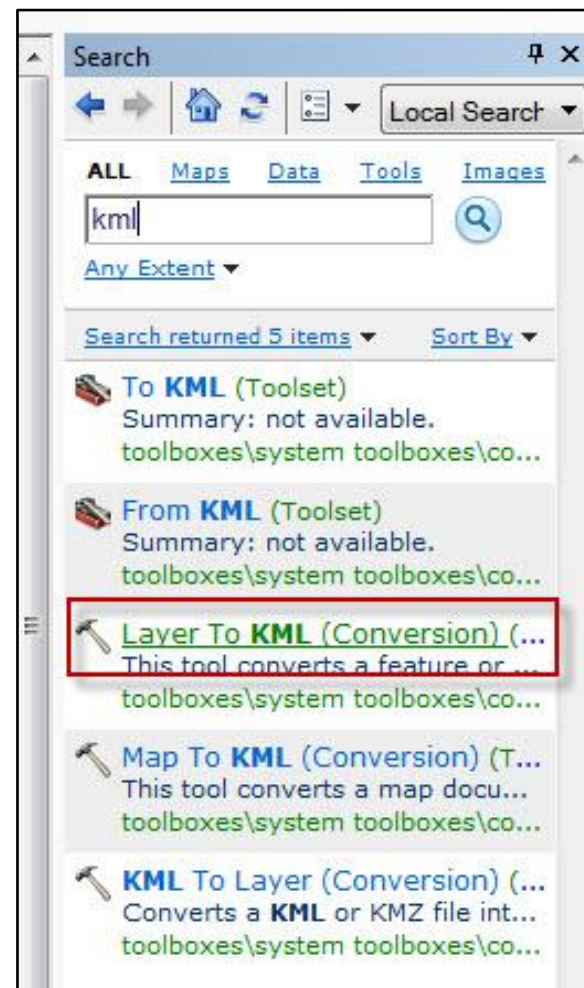 Search
Local Search
ALL Maps Data Tools Images
kml
Any Extent
Search returned 5 items Sort By
To KML (Toolset)
Summary: not available.
toolboxes\system toolboxes\co...
From KML (Toolset)
Summary: not available.
toolboxes\system toolboxes\co...
Layer To KML (Conversion) (...
This tool converts a feature or ...
toolboxes\system toolboxes\co...
Map To KML (Conversion) (T...
This tool converts a map docu...
toolboxes\system toolboxes\co...
KML To Layer (Conversion) (...
Converts a KML or KMZ file int...
toolboxes\system toolboxes\co...